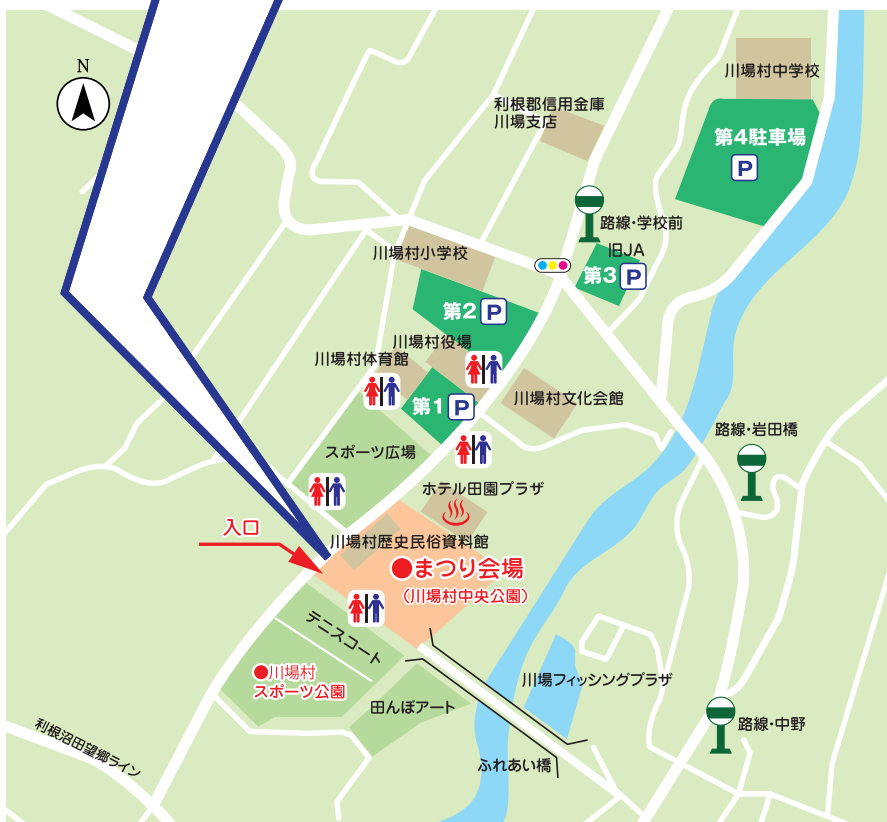 N
川場村中学校
利根郡信用金庫
川場支店
第4駐車場
P
路線・学校前
旧JA
第3 P
川場村小学校
第2 P
川場村役場
川場村体育館
第1 P
川場村文化会館
路線・岩田橋
スポーツ広場
ホテル田園プラザ
入口
川場村歴史民俗資料館
●まつり会場
（川場村中央公園）
テニスコート
●川場村
スポーツ公園
川場フィッシングプラザ
田んぼアート
路線・中野
利根沼田望郷ライン
ふれあい橋